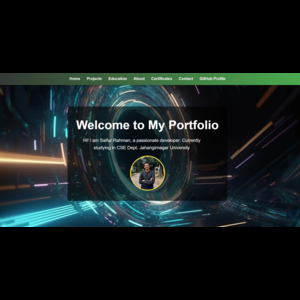 Home Projects Education About Certificates Contact GitHub Profile
Welcome to My Portfolio
Hi! I am Saifur Rahman, a passionate developer. Currently
studying in CSE Dept. Jahangirnagar University